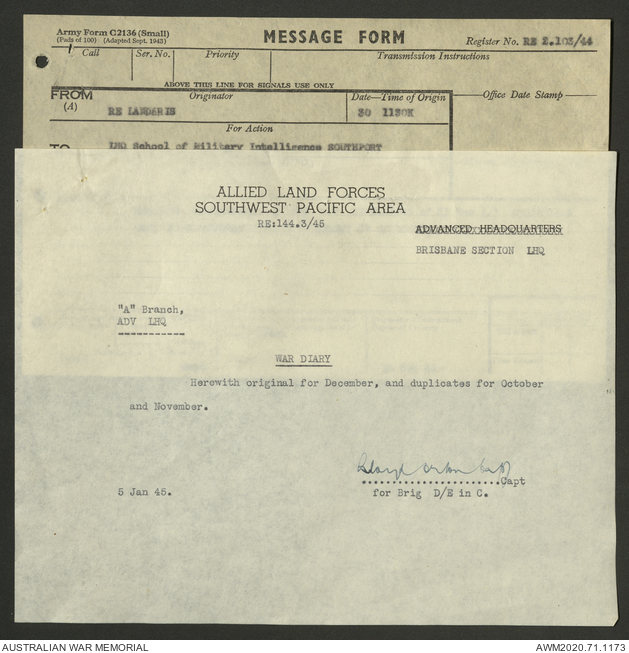 Army Form C2136 (Small)
(Pads of 100) (Adapted Sept. 1943)
MESSAGE FORM
Register No. RE 2.103/44
Call
Ser. No.
Priority
Transmission Instructions
ABOVE THIS LINE FOR SIGNALS USE ONLY
FROM
(A)
Originator
Date—Time of Origin
Office Date Stamp
RE LANDERIS
30 1130K
For Action
TO
LHQ School of Military Intelligence SOUTHPORT
ALLIED LAND FORCES
SOUTHWEST PACIFIC AREA
RE:144.3/45
ADVANCED HEADQUARTERS
BRISBANE SECTION LHQ
"A" Branch,
ADV LHQ
WAR DIARY
Herewith original for December, and duplicates for October
and November.
Capt
5 Jan 45.
for Brig D/E in C.
AUSTRALIAN WAR MEMORIAL
AWM2020.71.1173